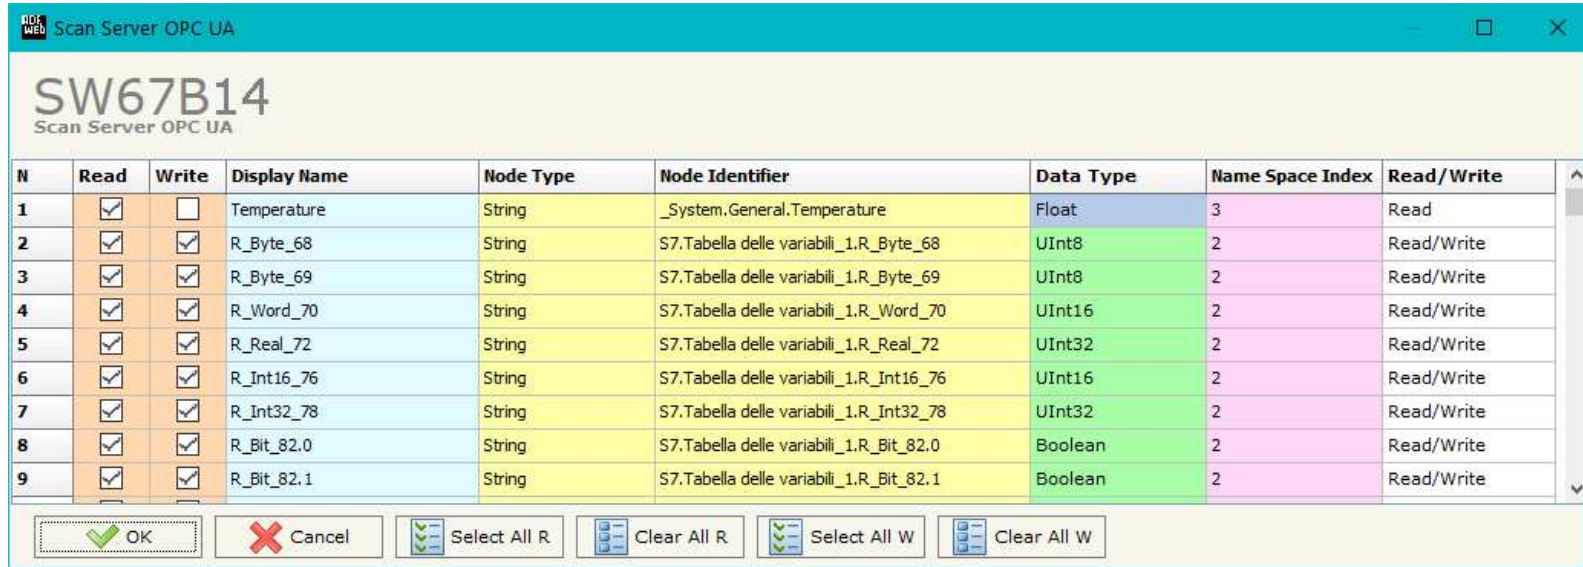 ADF
WEB Scan Server OPC UA
SW67B14
Scan Server OPC UA
N Read Write Display Name Node Type Node Identifier Data Type Name Space Index Read/Write
1 Temperature String _System.General.Temperature Float 3 Read
2 R_Byte_68 String S7.Tabella delle variabili_1.R_Byte_68 UInt8 2 Read/Write
3 R_Byte_69 String S7.Tabella delle variabili_1.R_Byte_69 UInt8 2 Read/Write
4 R_Word_70 String S7.Tabella delle variabili_1.R_Word_70 UInt16 2 Read/Write
5 R_Real_72 String S7.Tabella delle variabili_1.R_Real_72 UInt32 2 Read/Write
6 R_Int16_76 String S7.Tabella delle variabili_1.R_Int16_76 UInt16 2 Read/Write
7 R_Int32_78 String S7.Tabella delle variabili_1.R_Int32_78 UInt32 2 Read/Write
8 R_Bit_82.0 String S7.Tabella delle variabili_1.R_Bit_82.0 Boolean 2 Read/Write
9 R_Bit_82.1 String S7.Tabella delle variabili_1.R_Bit_82.1 Boolean 2 Read/Write
OK Cancel Select All R Clear All R Select All W Clear All W